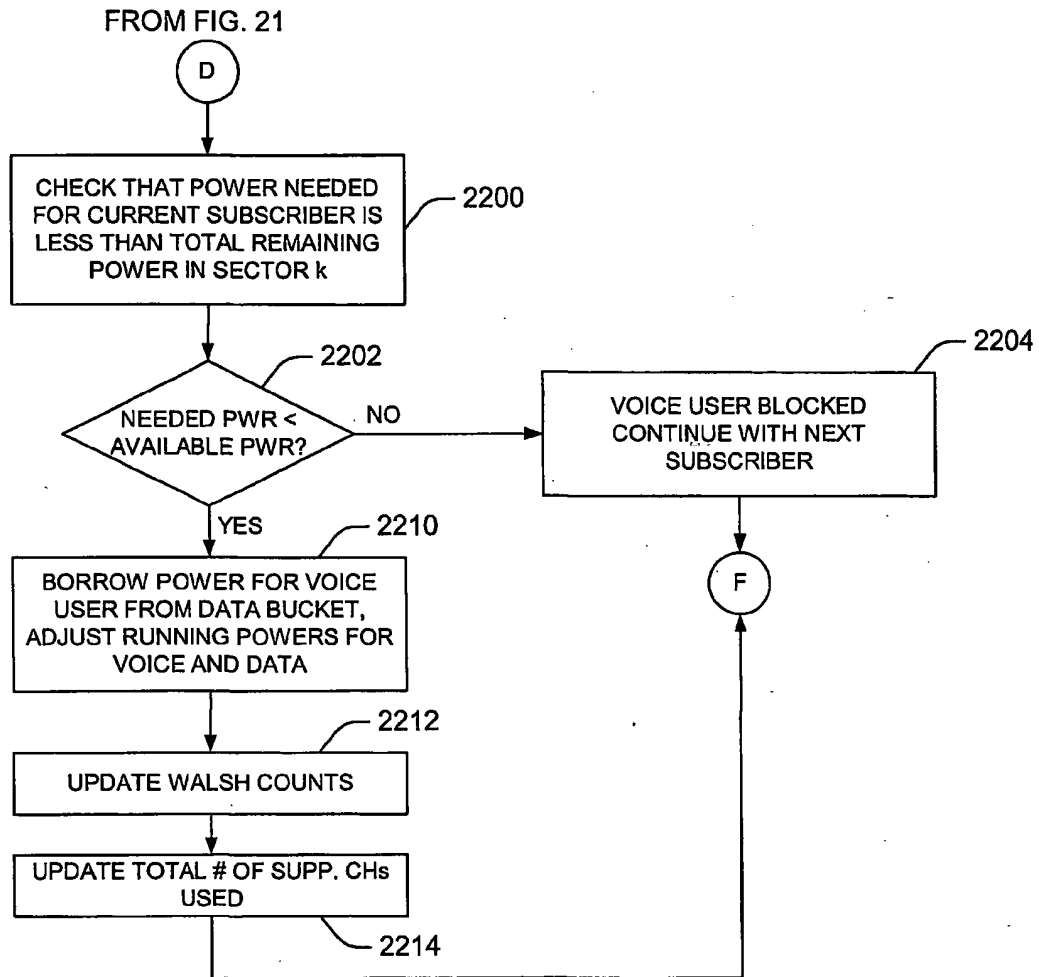 FROM FIG. 21
D
CHECK THAT POWER NEEDED
FOR CURRENT SUBSCRIBER IS
LESS THAN TOTAL REMAINING
POWER IN SECTOR k
2200
2202
NEEDED PWR <
AVAILABLE PWR?
NO
2204
VOICE USER BLOCKED
CONTINUE WITH NEXT
SUBSCRIBER
YES
2210
BORROW POWER FOR VOICE
USER FROM DATA BUCKET,
ADJUST RUNNING POWERS FOR
VOICE AND DATA
F
2212
UPDATE WALSH COUNTS
UPDATE TOTAL # OF SUPP. CHs
USED
2214